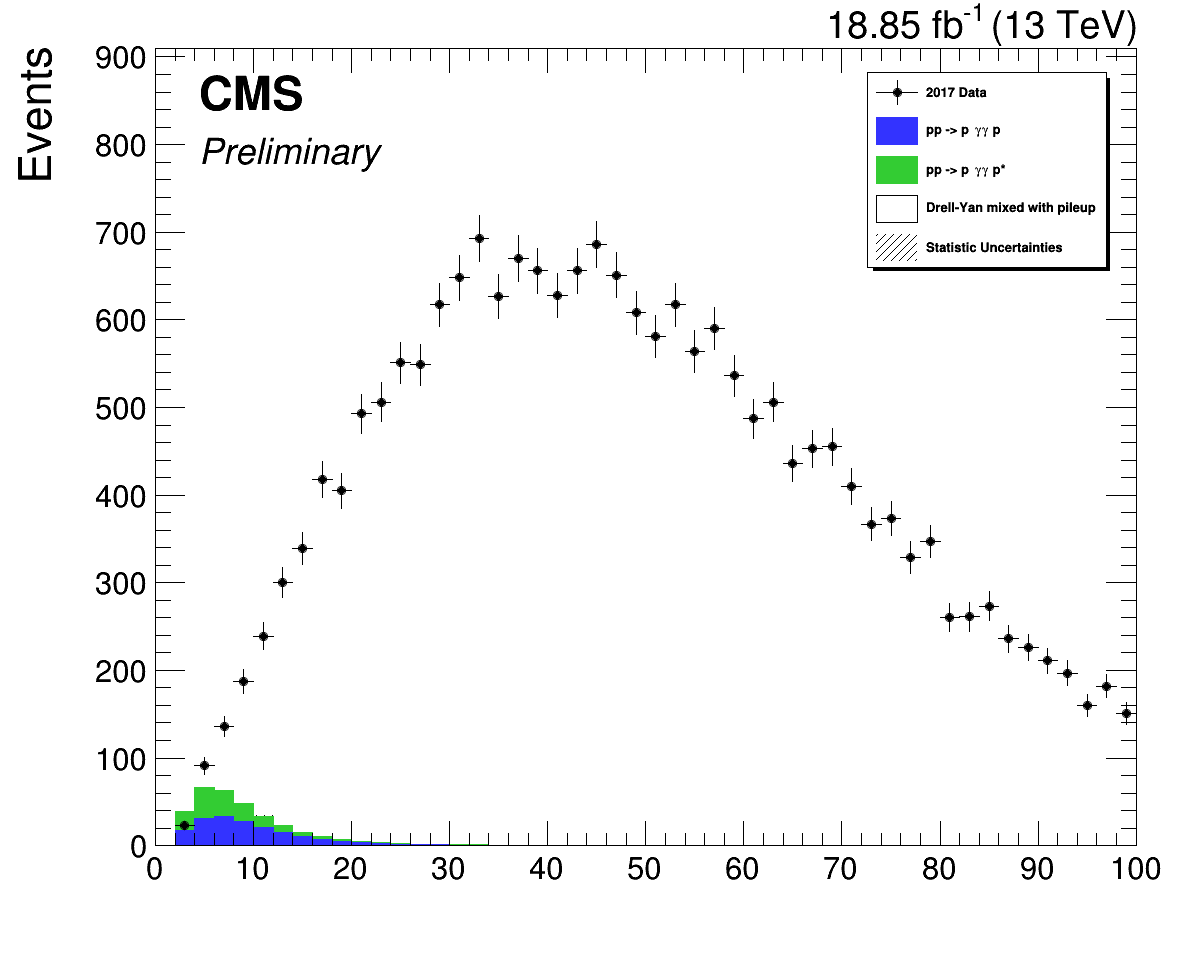 18.85 fb-1 (13 TeV)
Events
CMS
Preliminary
2017 Data
pp -> p γγ p
pp -> p γγ p*
Drell-Yan mixed with pileup
Statistic Uncertainties
900
800
700
600
500
400
300
200
100
0
0 10 20 30 40 50 60 70 80 90 100